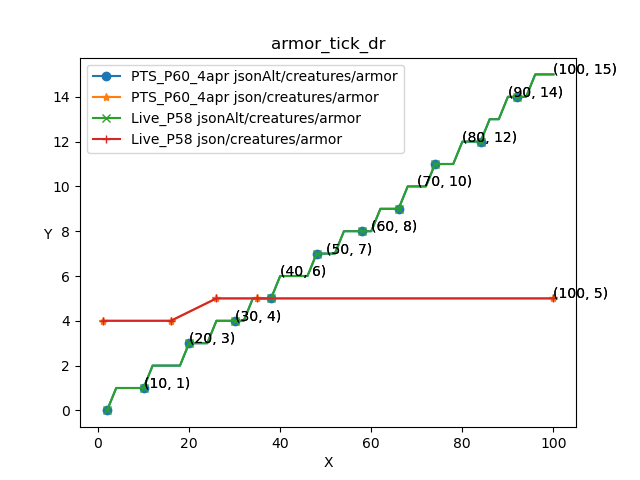 armor_tick_dr
PTS_P60_4apr jsonAlt/creatures/armor
PTS_P60_4apr json/creatures/armor
Live_P58 jsonAlt/creatures/armor
Live_P58 json/creatures/armor
(100, 15)
(90, 14)
(80, 12)
(70, 10)
(60, 8)
(50, 7)
(40, 6)
(100, 5)
(30, 4)
(20, 3)
(10, 1)
14
12
10
8
6
4
2
0
Y
0 20 40 60 80 100
X